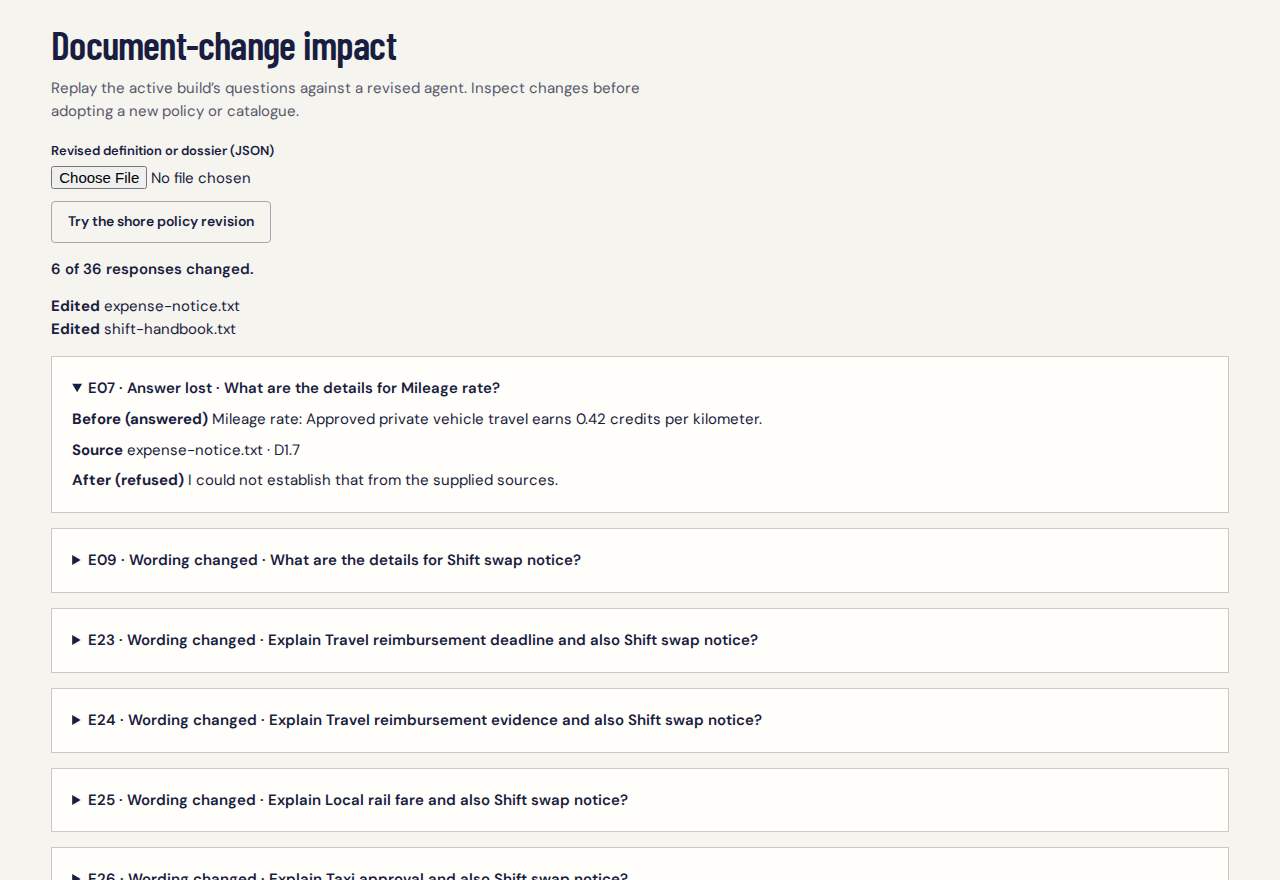 Document-change impact
Replay the active build's questions against a revised agent. Inspect changes before
adopting a new policy or catalogue.
Revised definition or dossier (JSON)
Choose File No file chosen
Try the shore policy revision
6 of 36 responses changed.
Edited expense-notice.txt
Edited shift-handbook.txt
E07 · Answer lost · What are the details for Mileage rate?
Before (answered) Mileage rate: Approved private vehicle travel earns 0.42 credits per kilometer.
Source expense-notice.txt · D1.7
After (refused) I could not establish that from the supplied sources.
E09 · Wording changed · What are the details for Shift swap notice?
E23 · Wording changed · Explain Travel reimbursement deadline and also Shift swap notice?
E24 · Wording changed · Explain Travel reimbursement evidence and also Shift swap notice?
E25 · Wording changed · Explain Local rail fare and also Shift swap notice?
E26 · Wording changed · Explain Taxi approval and also Shift swap notice?